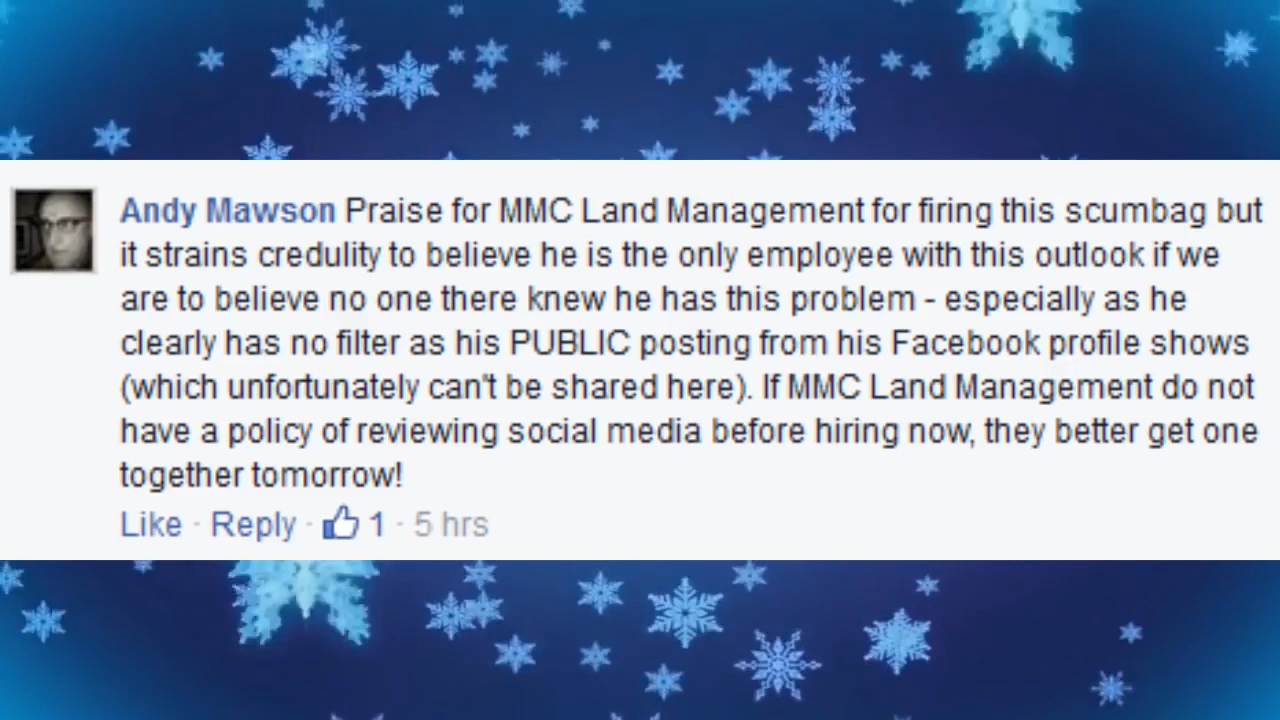 Andy Mawson Praise for MMC Land Management for firing this scumbag but
it strains credulity to believe he is the only employee with this outlook if we
are to believe no one there knew he has this problem - especially as he
clearly has no filter as his PUBLIC posting from his Facebook profile shows
(which unfortunately can't be shared here). If MMC Land Management do not
have a policy of reviewing social media before hiring now, they better get one
together tomorrow!
Like · Reply · 1 · 5 hrs